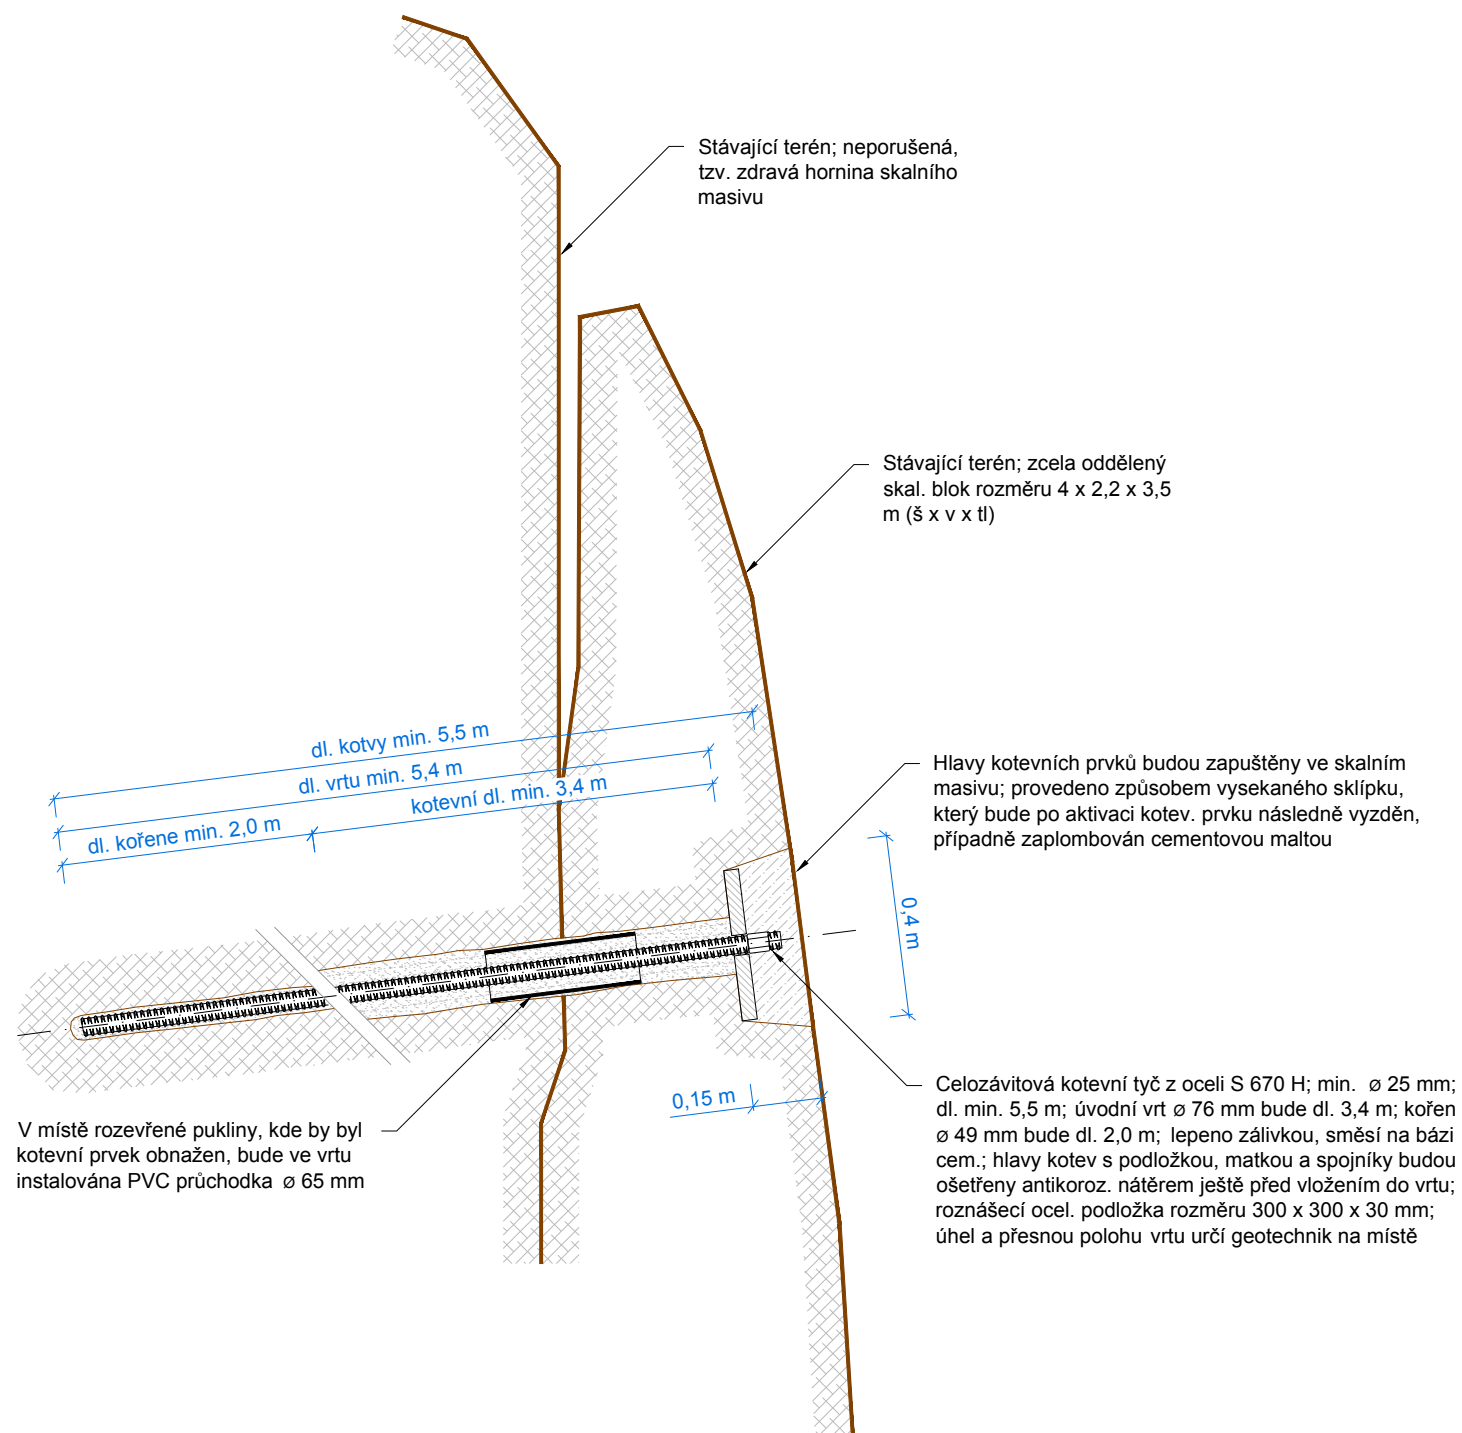 Stávající terén; neporušená,
tzv. zdravá hornina skalního
masivu
Stávající terén; zcela oddělený
skal. blok rozměru 4 x 2,2 x 3,5
m (š x v x tl)
dl. kotvy min. 5,5 m
dl. vrtu min. 5,4 m
kotevní dl. min. 3,4 m
dl. kořene min. 2,0 m
Hlavy kotevních prvků budou zapuštěny ve skalním
masivu; provedeno způsobem vysekaného sklípku,
který bude po aktivaci kotev. prvku následně vyzděn,
případně zaplombován cementovou maltou
0,4 m
0,15 m
Celozávitová kotevní tyč z oceli S 670 H; min. ø 25 mm;
dl. min. 5,5 m; úvodní vrt ø 76 mm bude dl. 3,4 m; kořen
ø 49 mm bude dl. 2,0 m; lepeno zálivkou, směsí na bázi
cem.; hlavy kotev s podložkou, matkou a spojníky budou
ošetřeny antikoroz. nátěrem ještě před vložením do vrtu;
roznášecí ocel. podložka rozměru 300 x 300 x 30 mm;
úhel a přesnou polohu vrtu určí geotechnik na místě
V místě rozevřené pukliny, kde by byl
kotevní prvek obnažen, bude ve vrtu
instalována PVC průchodka ø 65 mm